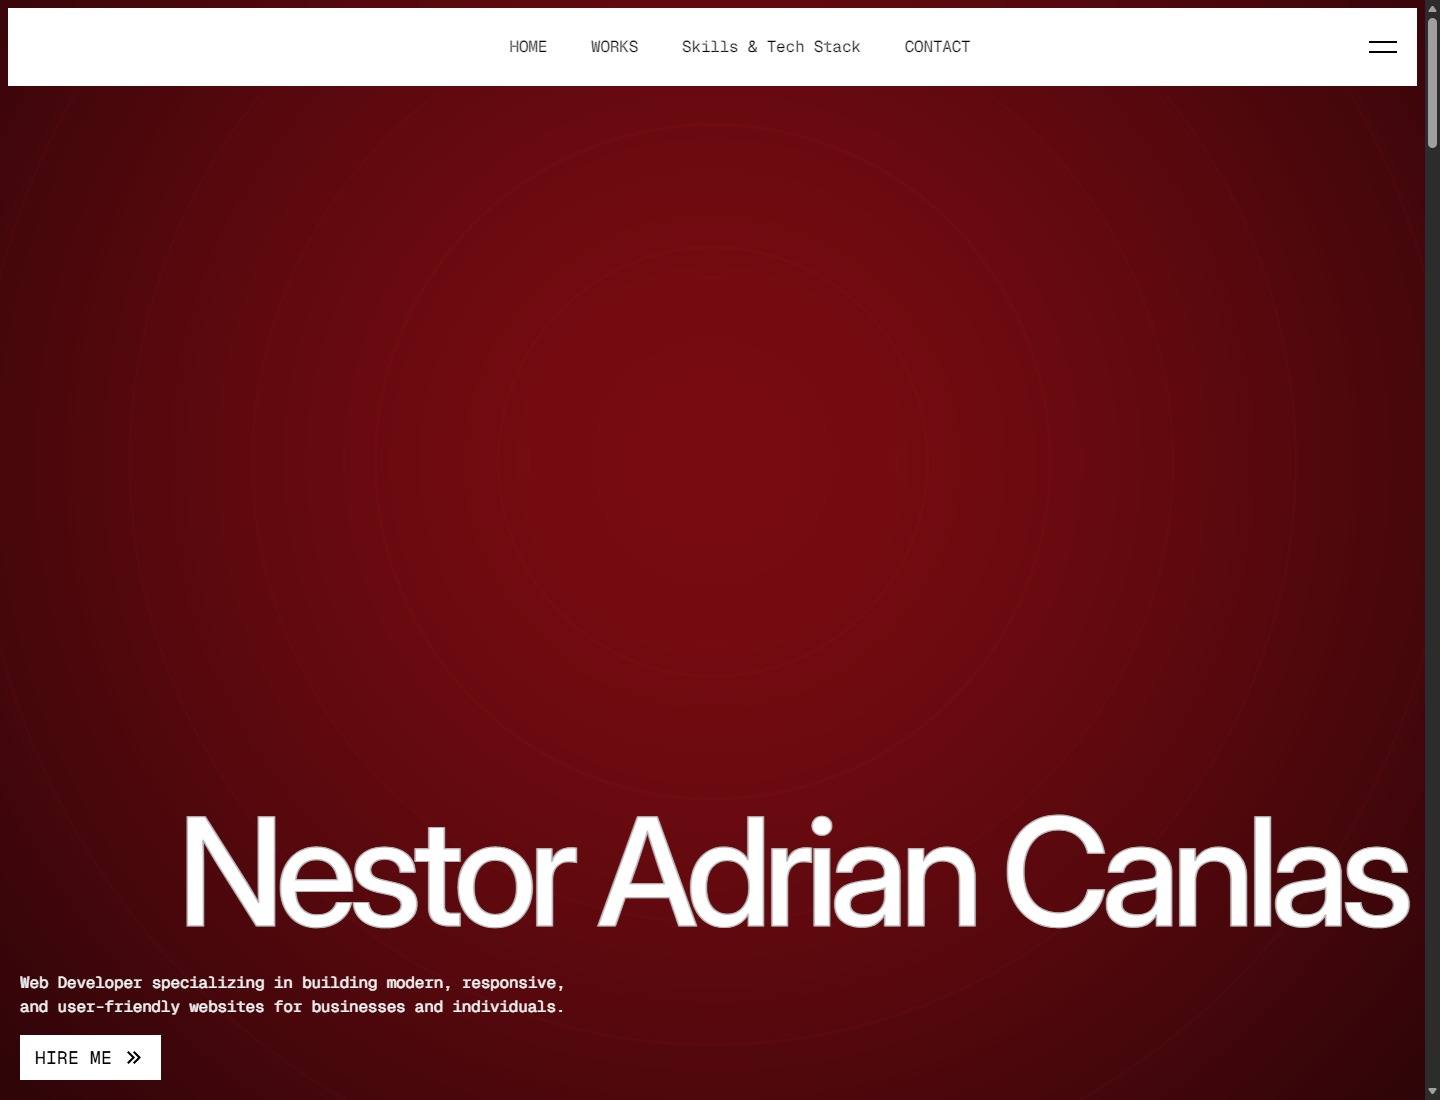 HOME
WORKS
Skills & Tech Stack
CONTACT
Nestor Adrian Canlas
Web Developer specializing in building modern, responsive,
and user-friendly websites for businesses and individuals.
HIRE ME